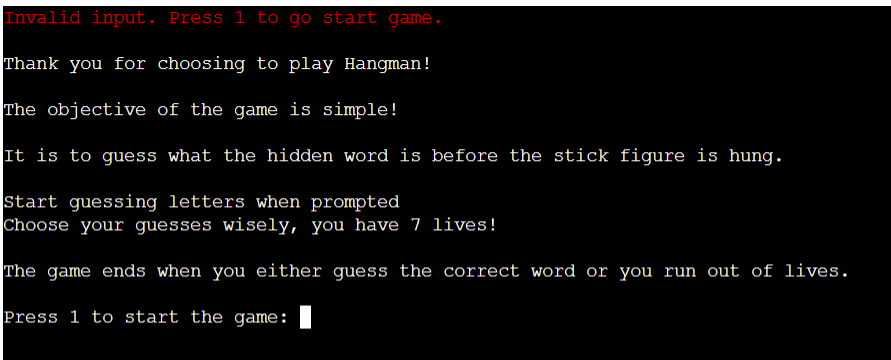 Invalid input. Press 1 to go start game.
Thank you for choosing to play Hangman!
The objective of the game is simple!
It is to guess what the hidden word is before the stick figure is hung.
Start guessing letters when prompted
Choose your guesses wisely, you have 7 lives!
The game ends when you either guess the correct word or you run out of lives.
Press 1 to start the game: